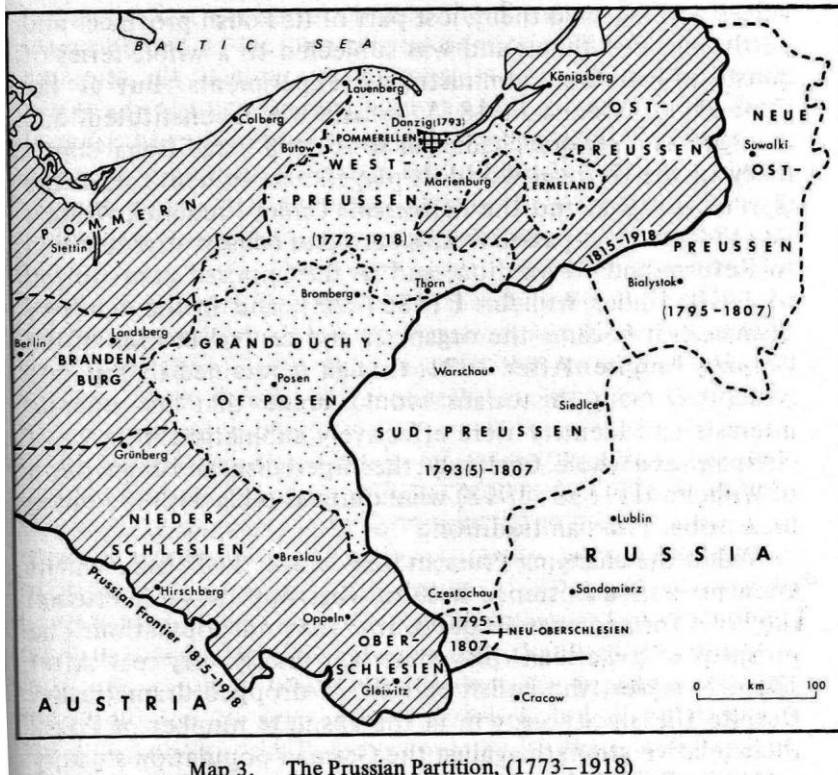 BALTIC SEA
Lauenberg
Königsberg
Colberg
Danzig(1793)
OST-
NEUE
POMMERELLEN
Butow
PREUSSEN
Suwalki
WEST-
OST
Marienburg
ERMELAND
PREUSSEN
POMMERN
Stettin
(1772-1918)
1815-1918
PREUSSEN
Thorn
Bialystok
Bromberg
(1795-1807)
Landsberg
Berlin
GRAND DUCHY
BRANDEN-
BURG
Warschau
Posen
OF POSEN
Siedlce
SUD-PREUSSEN
Grünberg
1793(5)-1807
NIEDER
Lublin
SCHLESIEN
RUSSIA
Breslau
Hirschberg
Czestochau
Sandomierz
Prussian Frontier 1815-1918
Oppeln
1795-
NEU-OBERSCHLESIEN
1807
OBER-
SCHLESIEN
Gleiwitz
Cracow
0 km 100
AUSTRIA
Map 3. The Prussian Partition, (1773-1918)